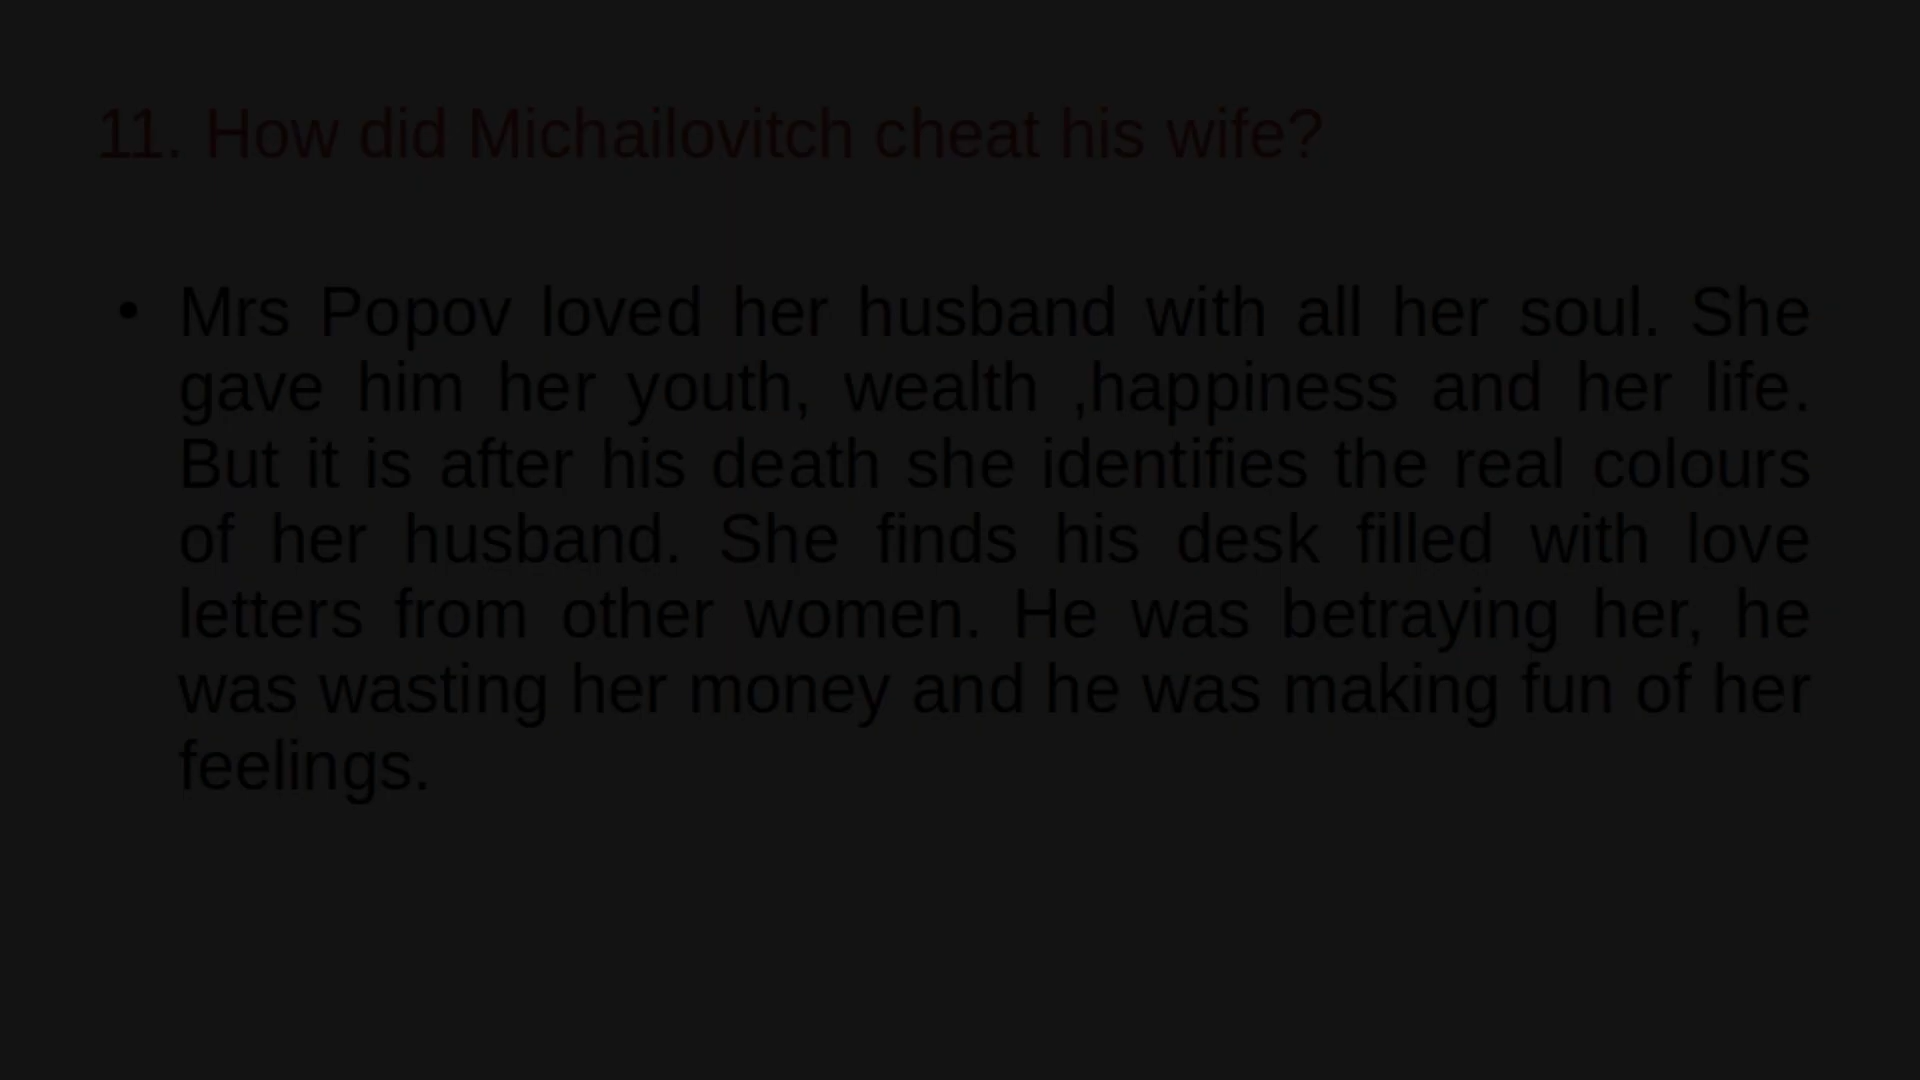 11. How did Michailovitch cheat his wife?
• Mrs Popov loved her husband with all her soul. She
gave him her youth, wealth ,happiness and her life.
But it is after his death she identifies the real colours
of her husband. She finds his desk filled with love
letters from other women. He was betraying her, he
was wasting her money and he was making fun of her
feelings.